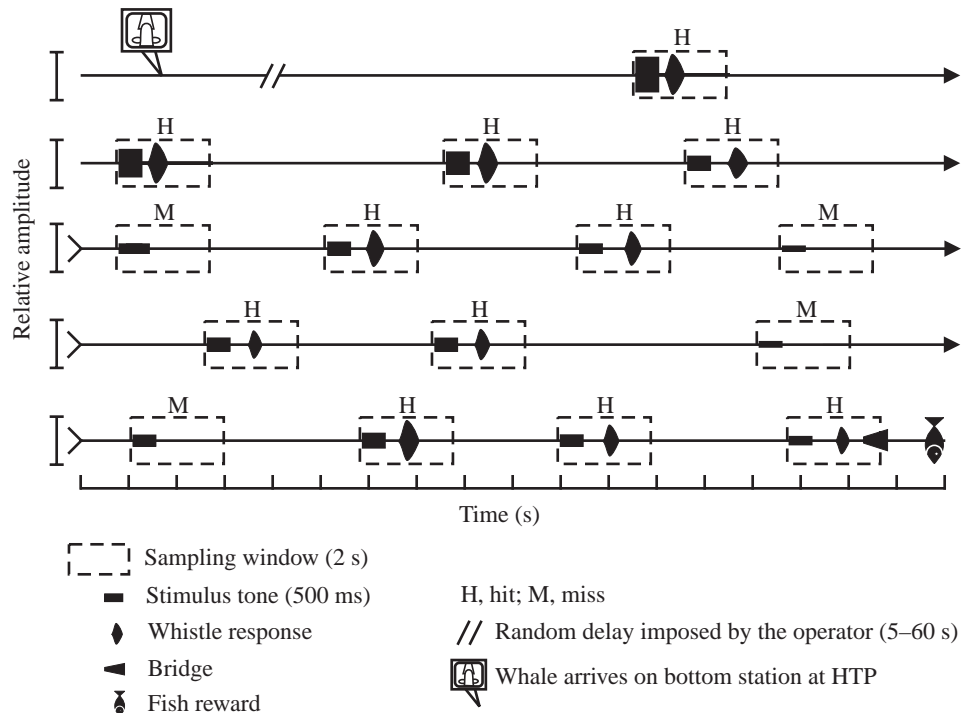 H
H H H
M H H M
Relative amplitude
H H M
M H H H
Time (s)
Sampling window (2 s)
Stimulus tone (500 ms)
Whistle response
Bridge
Fish reward
H, hit; M, miss
Random delay imposed by the operator (5–60 s)
Whale arrives on bottom station at HTP